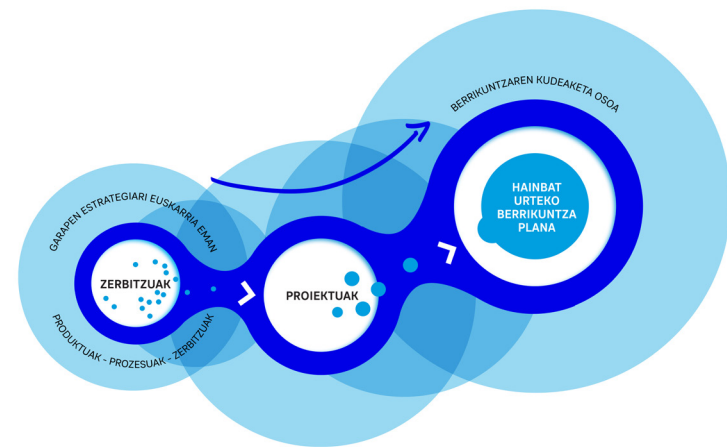 GARAPEN ESTRATEGIARI EUSKARRIA EMAN
ZERBITZUAK
PRODUKTUAK - PROZESUAK - ZERBITZUAK
PROIEKTUAK
BERRIKUNTZAREN KUDEAKETA OSOA
HAINBAT
URTEKO
BERRIKUNTZA
PLANA